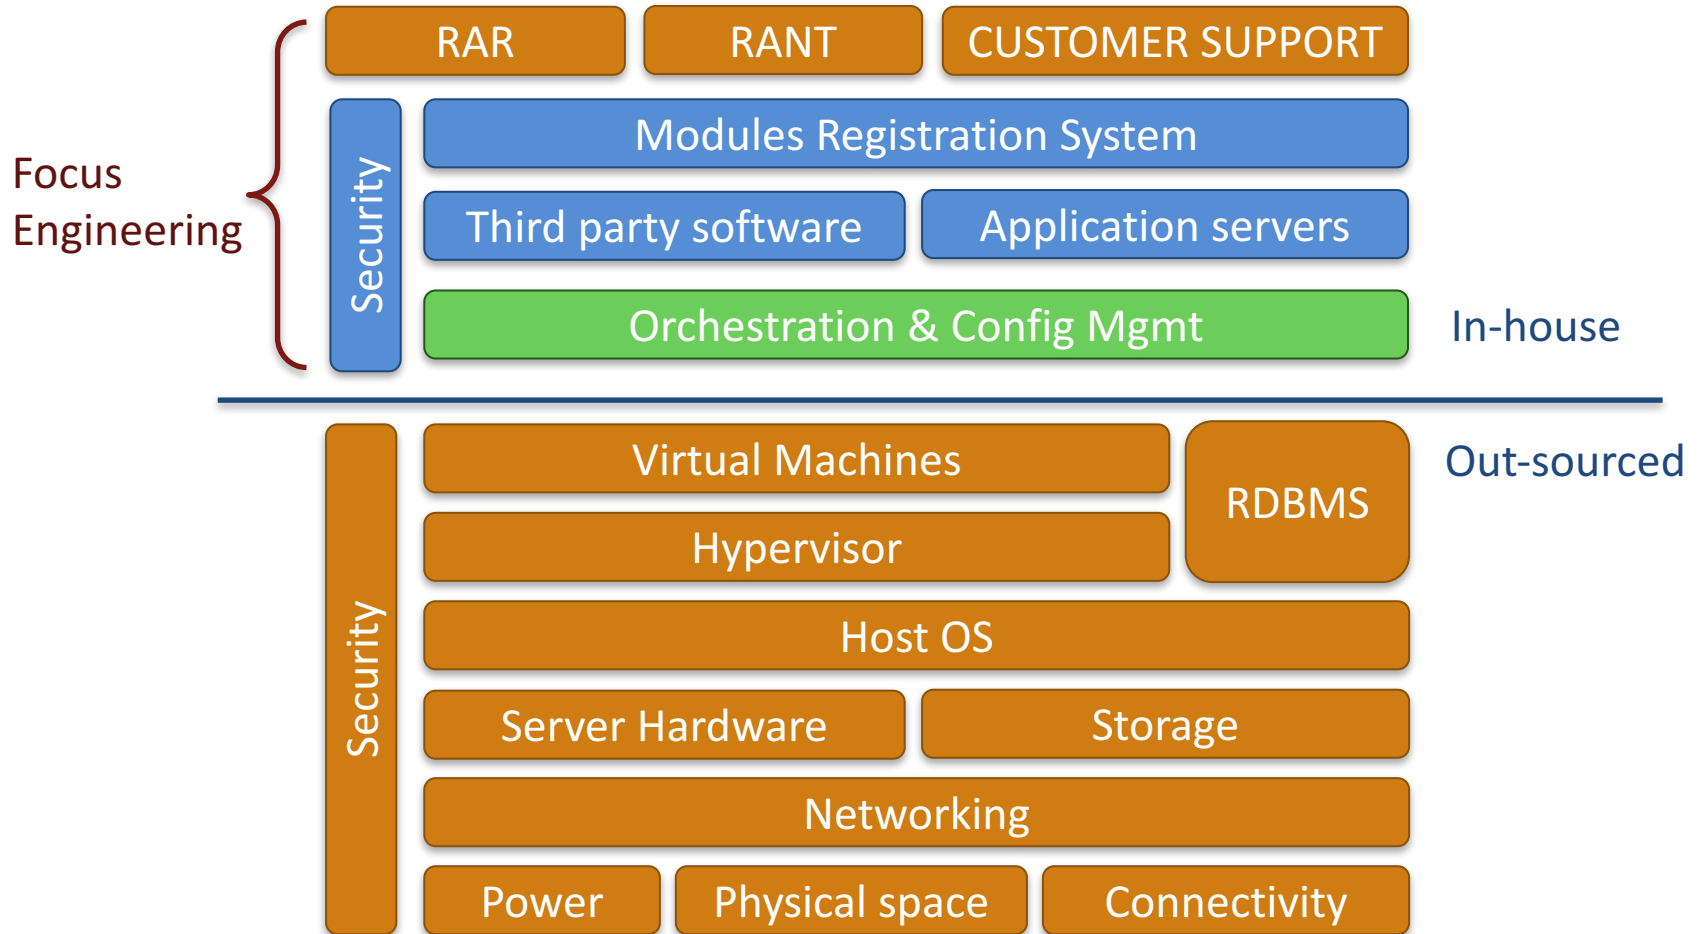 RAR
RANT
CUSTOMER SUPPORT
Focus
Engineering
Security
Modules Registration System
Third party software
Application servers
Orchestration & Config Mgmt
In-house
Security
Virtual Machines
RDBMS
Out-sourced
Hypervisor
Host OS
Server Hardware
Storage
Networking
Power
Physical space
Connectivity